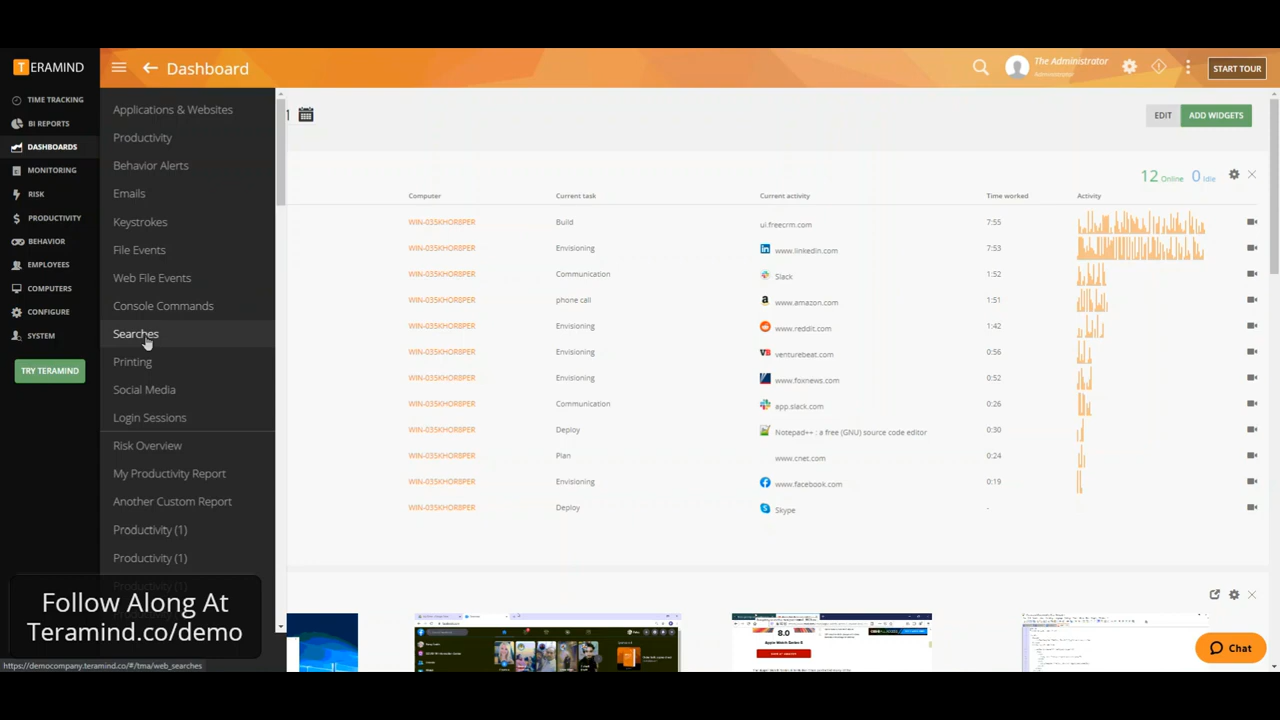 TERAMIND
Dashboard
The Administrator
Administrator
START TOUR
TIME TRACKING
BI REPORTS
DASHBOARDS
MONITORING
RISK
PRODUCTIVITY
BEHAVIOR
EMPLOYEES
COMPUTERS
CONFIGURE
SYSTEM
TRY TERAMIND
Applications & Websites
Productivity
Behavior Alerts
Emails
Keystrokes
File Events
Web File Events
Console Commands
Searches
Printing
Social Media
Login Sessions
Risk Overview
My Productivity Report
Another Custom Report
Productivity (1)
Productivity (1)
Productivity (1)
1
EDIT
ADD WIDGETS
12 Online 0 Idle
Computer Current task Current activity Time worked Activity
WIN-035KHOR8PER Build ui.freecrm.com 7:55
WIN-035KHOR8PER Envisioning www.linkedin.com 7:53
WIN-035KHOR8PER Communication Slack 1:52
WIN-035KHOR8PER phone call www.amazon.com 1:51
WIN-035KHOR8PER Envisioning www.reddit.com 1:42
WIN-035KHOR8PER Envisioning venturebeat.com 0:56
WIN-035KHOR8PER Envisioning www.foxnews.com 0:52
WIN-035KHOR8PER Communication app.slack.com 0:26
WIN-035KHOR8PER Deploy Notepad++ : a free (GNU) source code editor 0:30
WIN-035KHOR8PER Plan www.cnet.com 0:24
WIN-035KHOR8PER Envisioning www.facebook.com 0:19
WIN-035KHOR8PER Deploy Skype -
Follow Along At
Teramind.co/demo
https://democompany.teramind.co/#/tma/web_searches
8.0
Chat